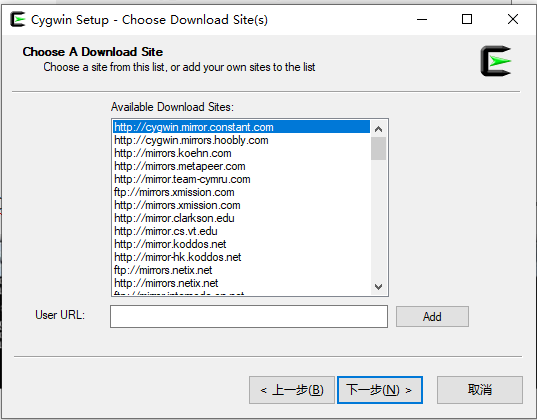 Cygwin Setup - Choose Download Site(s)
Choose A Download Site
Choose a site from this list, or add your own sites to the list
Available Download Sites:
http://cygwin.mirror.constant.com
http://cygwin.mirrors.hoobly.com
http://mirrors.koehn.com
http://mirrors.metapeer.com
http://mirror.team-cymru.com
ftp://mirrors.xmission.com
http://mirrors.xmission.com
http://mirror.clarkson.edu
http://mirror.cs.vt.edu
http://mirror.koddos.net
http://mirror-hk.koddos.net
ftp://mirrors.netix.net
http://mirrors.netix.net
User URL:
Add
< 上一步(B)
下一步(N) >
取消